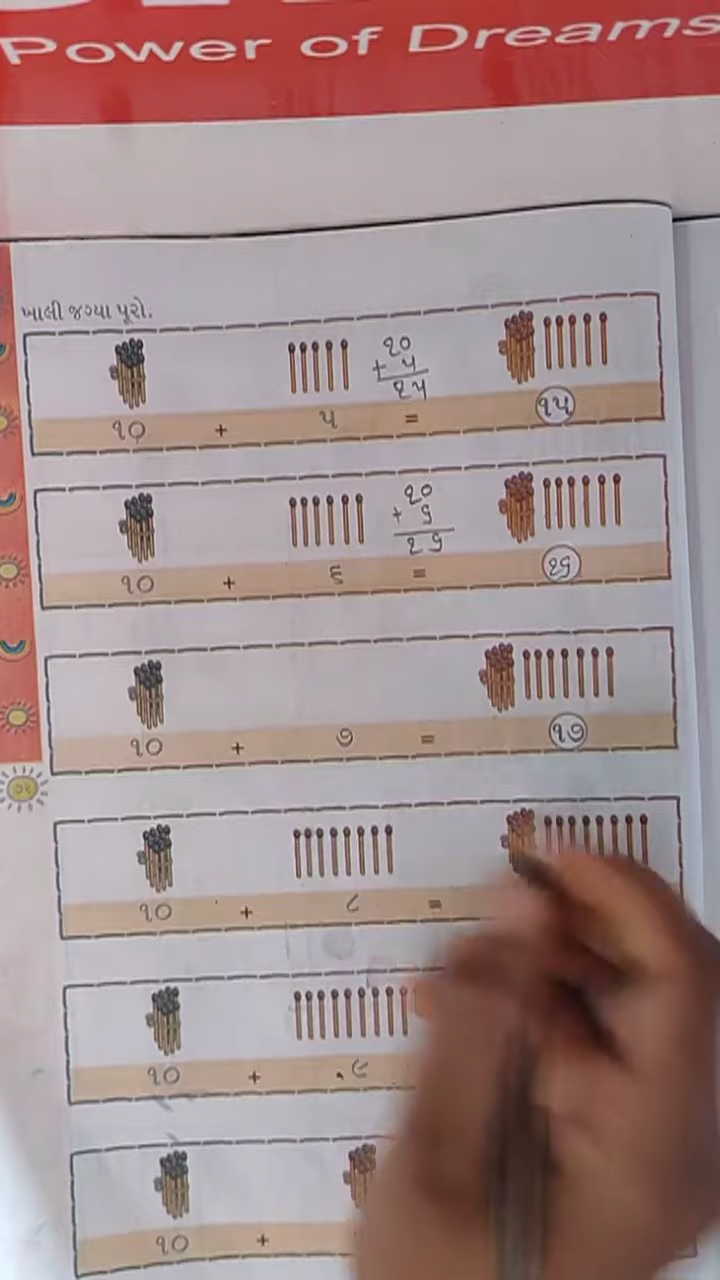 Power of Dreams
ખાલી જગ્યા પૂરો.
૧૦
+ ૫
૧૫
૧૦ + ૫ = ૧૫
૧૦
+ ૬
૧૬
૧૦ + ૬ = ૧૬
૧૦ + ૭ = ૧૭
૧૦ + ૮ =
૧૦ + ૯
૧૦ +